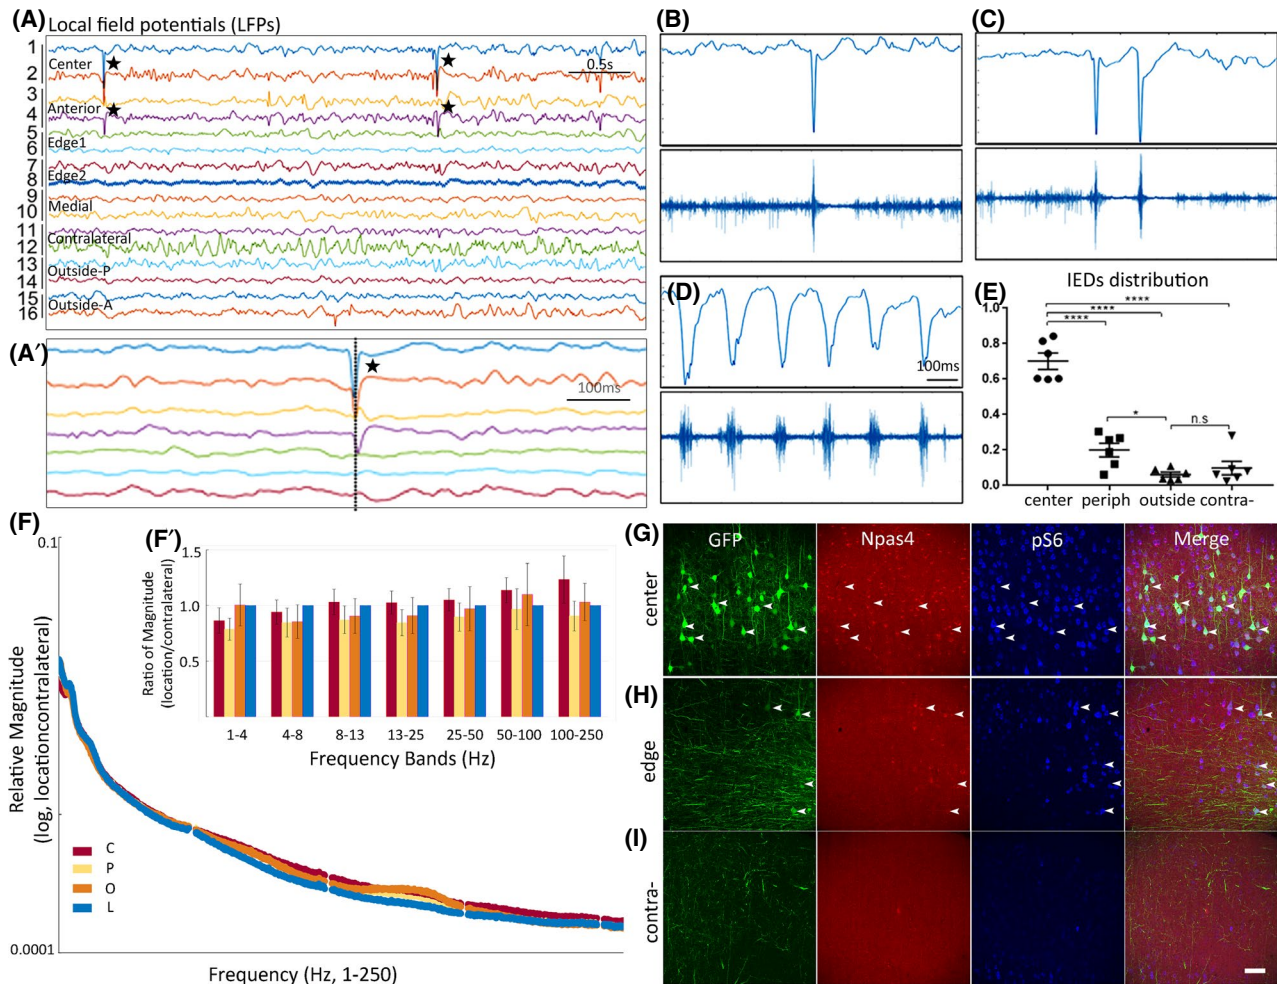 (A) Local field potentials (LFPs)
1
Center
2
0.5s
3
Anterior
4
5
Edge1
6
7
Edge2
8
9
Medial
10
11
Contralateral
12
13
Outside-P
14
15
Outside-A
16
(A′)
100ms
(B)
(C)
(D)
100ms
(E) IEDs distribution
****
****
****
*
n.s
1.0
0.8
0.6
0.4
0.2
0.0
center periph outside contra-
(F)
0.1
Relative Magnitude
(log, locationcontralateral)
0.0001
C
P
O
L
Frequency (Hz, 1-250)
(F′)
Ratio of Magnitude
(location/contralateral)
1.5
1.0
0.5
1-4 4-8 8-13 13-25 25-50 50-100 100-250
Frequency Bands (Hz)
(G) GFP Npas4 pS6 Merge
center
(H)
edge
(I)
contra-